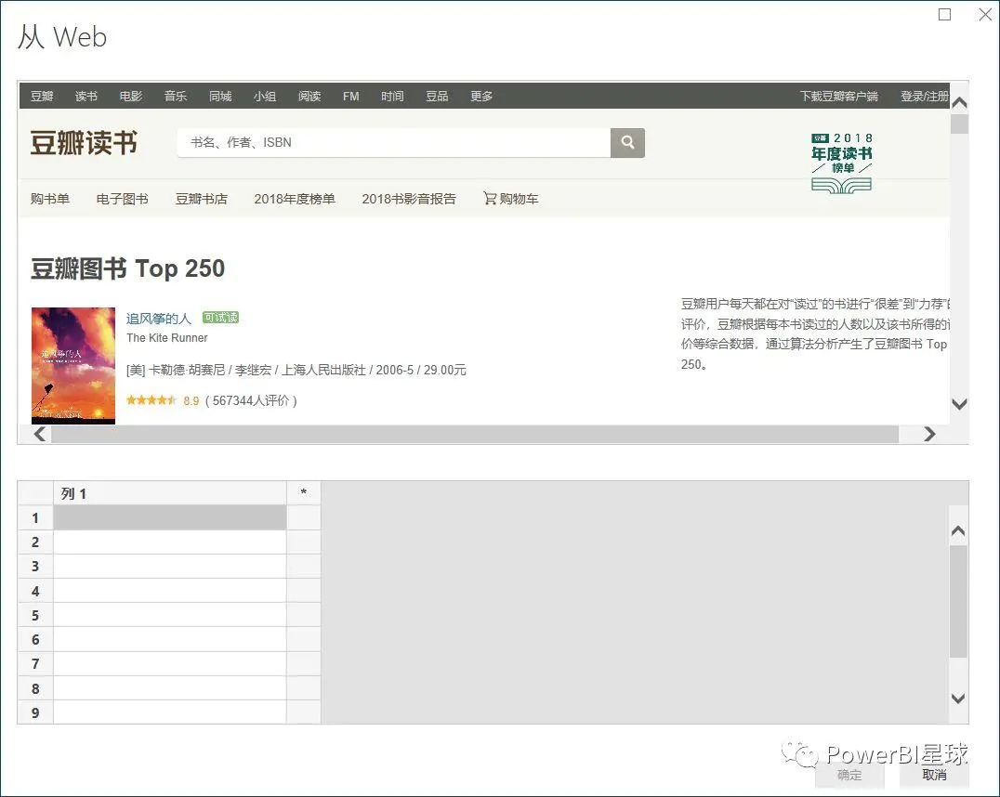 从 Web
豆瓣 读书 电影 音乐 同城 小组 阅读 FM 时间 豆品 更多 下载豆瓣客户端 登录/注册
豆瓣读书 书名、作者、ISBN
豆瓣 2018
年度读书
榜单
购书单 电子图书 豆瓣书店 2018年度榜单 2018书影音报告 购物车
豆瓣图书 Top 250
追风筝的人 可试读
The Kite Runner
[美] 卡勒德·胡赛尼 / 李继宏 / 上海人民出版社 / 2006-5 / 29.00元
8.9 ( 567344人评价 )
追风筝的人
豆瓣用户每天都在对“读过”的书进行“很差”到“力荐”的
评价，豆瓣根据每本书读过的人数以及该书所得的评
价等综合数据，通过算法分析产生了豆瓣图书 Top
250。
列 1 *
1
2
3
4
5
6
7
8
9
PowerBI星球
确定 取消